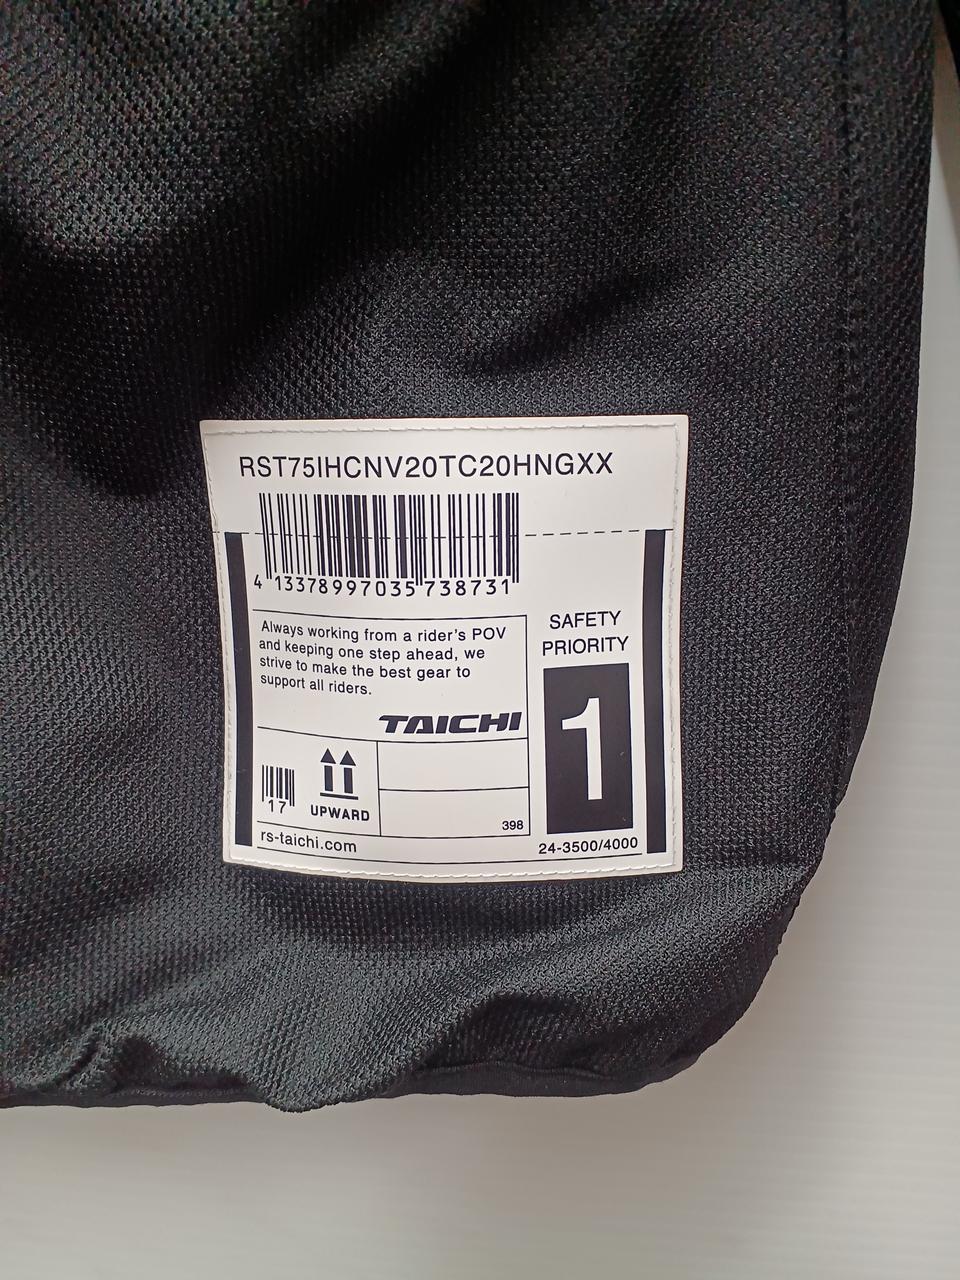 RST75IHCNV20TC20HNGXX
4 13378997035 738731
Always working from a rider's POV
and keeping one step ahead, we
strive to make the best gear to
support all riders.
TAICHI
SAFETY
PRIORITY
1
17
UPWARD
398
rs-taichi.com
24-3500/4000